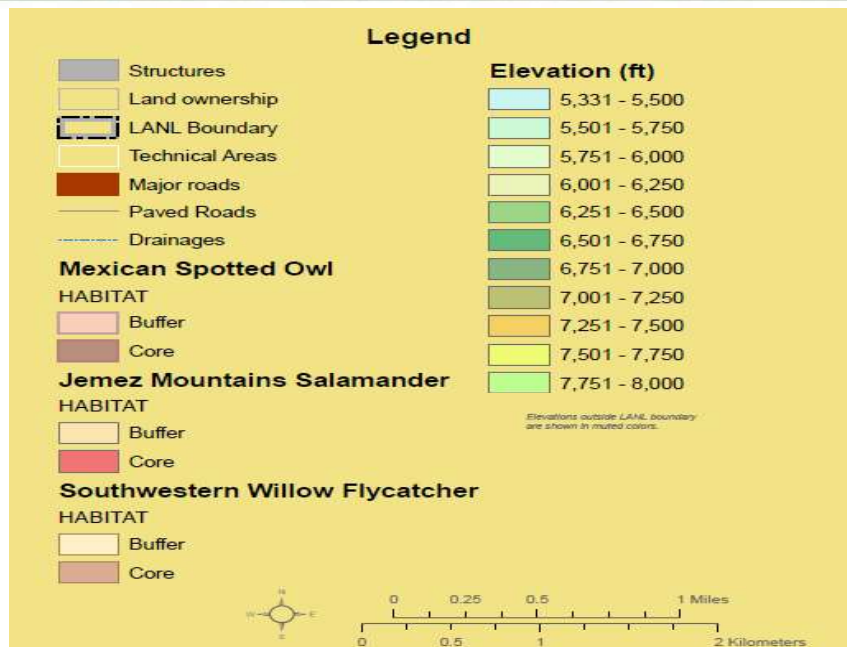 Legend
Structures
Land ownership
LANL Boundary
Technical Areas
Major roads
Paved Roads
Drainages
Mexican Spotted Owl
HABITAT
Buffer
Core
Jemez Mountains Salamander
HABITAT
Buffer
Core
Southwestern Willow Flycatcher
HABITAT
Buffer
Core
Elevation (ft)
5,331 - 5,500
5,501 - 5,750
5,751 - 6,000
6,001 - 6,250
6,251 - 6,500
6,501 - 6,750
6,751 - 7,000
7,001 - 7,250
7,251 - 7,500
7,501 - 7,750
7,751 - 8,000
Elevations outside LANL boundary
are shown in muted colors.
N
W E
S
0 0.25 0.5 1 Miles
0 0.5 1 2 Kilometers